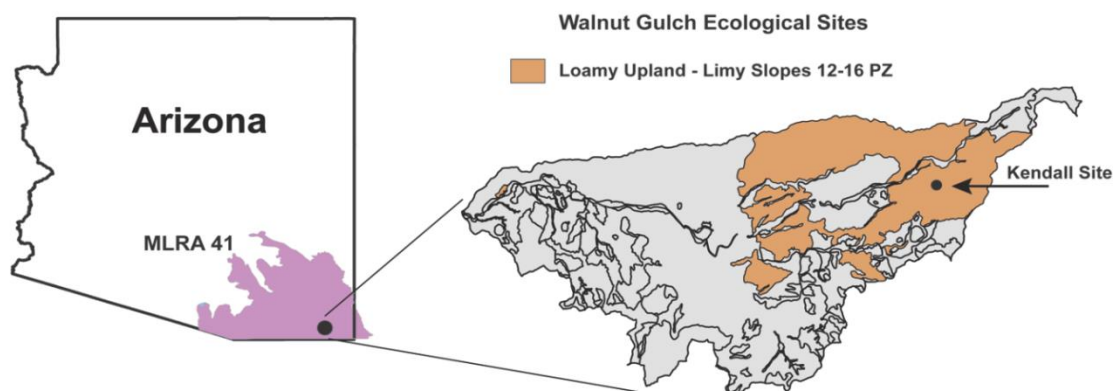 Walnut Gulch Ecological Sites
Loamy Upland - Limy Slopes 12-16 PZ
Arizona
Kendall Site
MLRA 41